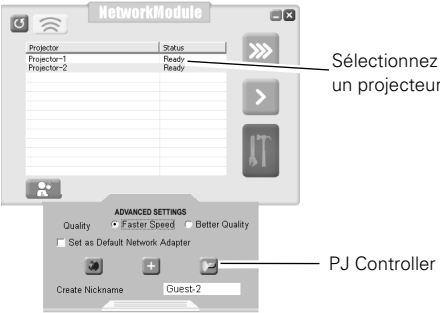 NetworkModule
Projector Status
Projector-1 Ready
Projector-2 Ready
Sélectionnez
un projecteur
ADVANCED SETTINGS
Quality Faster Speed Better Quality
Set as Default Network Adapter
PJ Controller
Create Nickname Guest-2